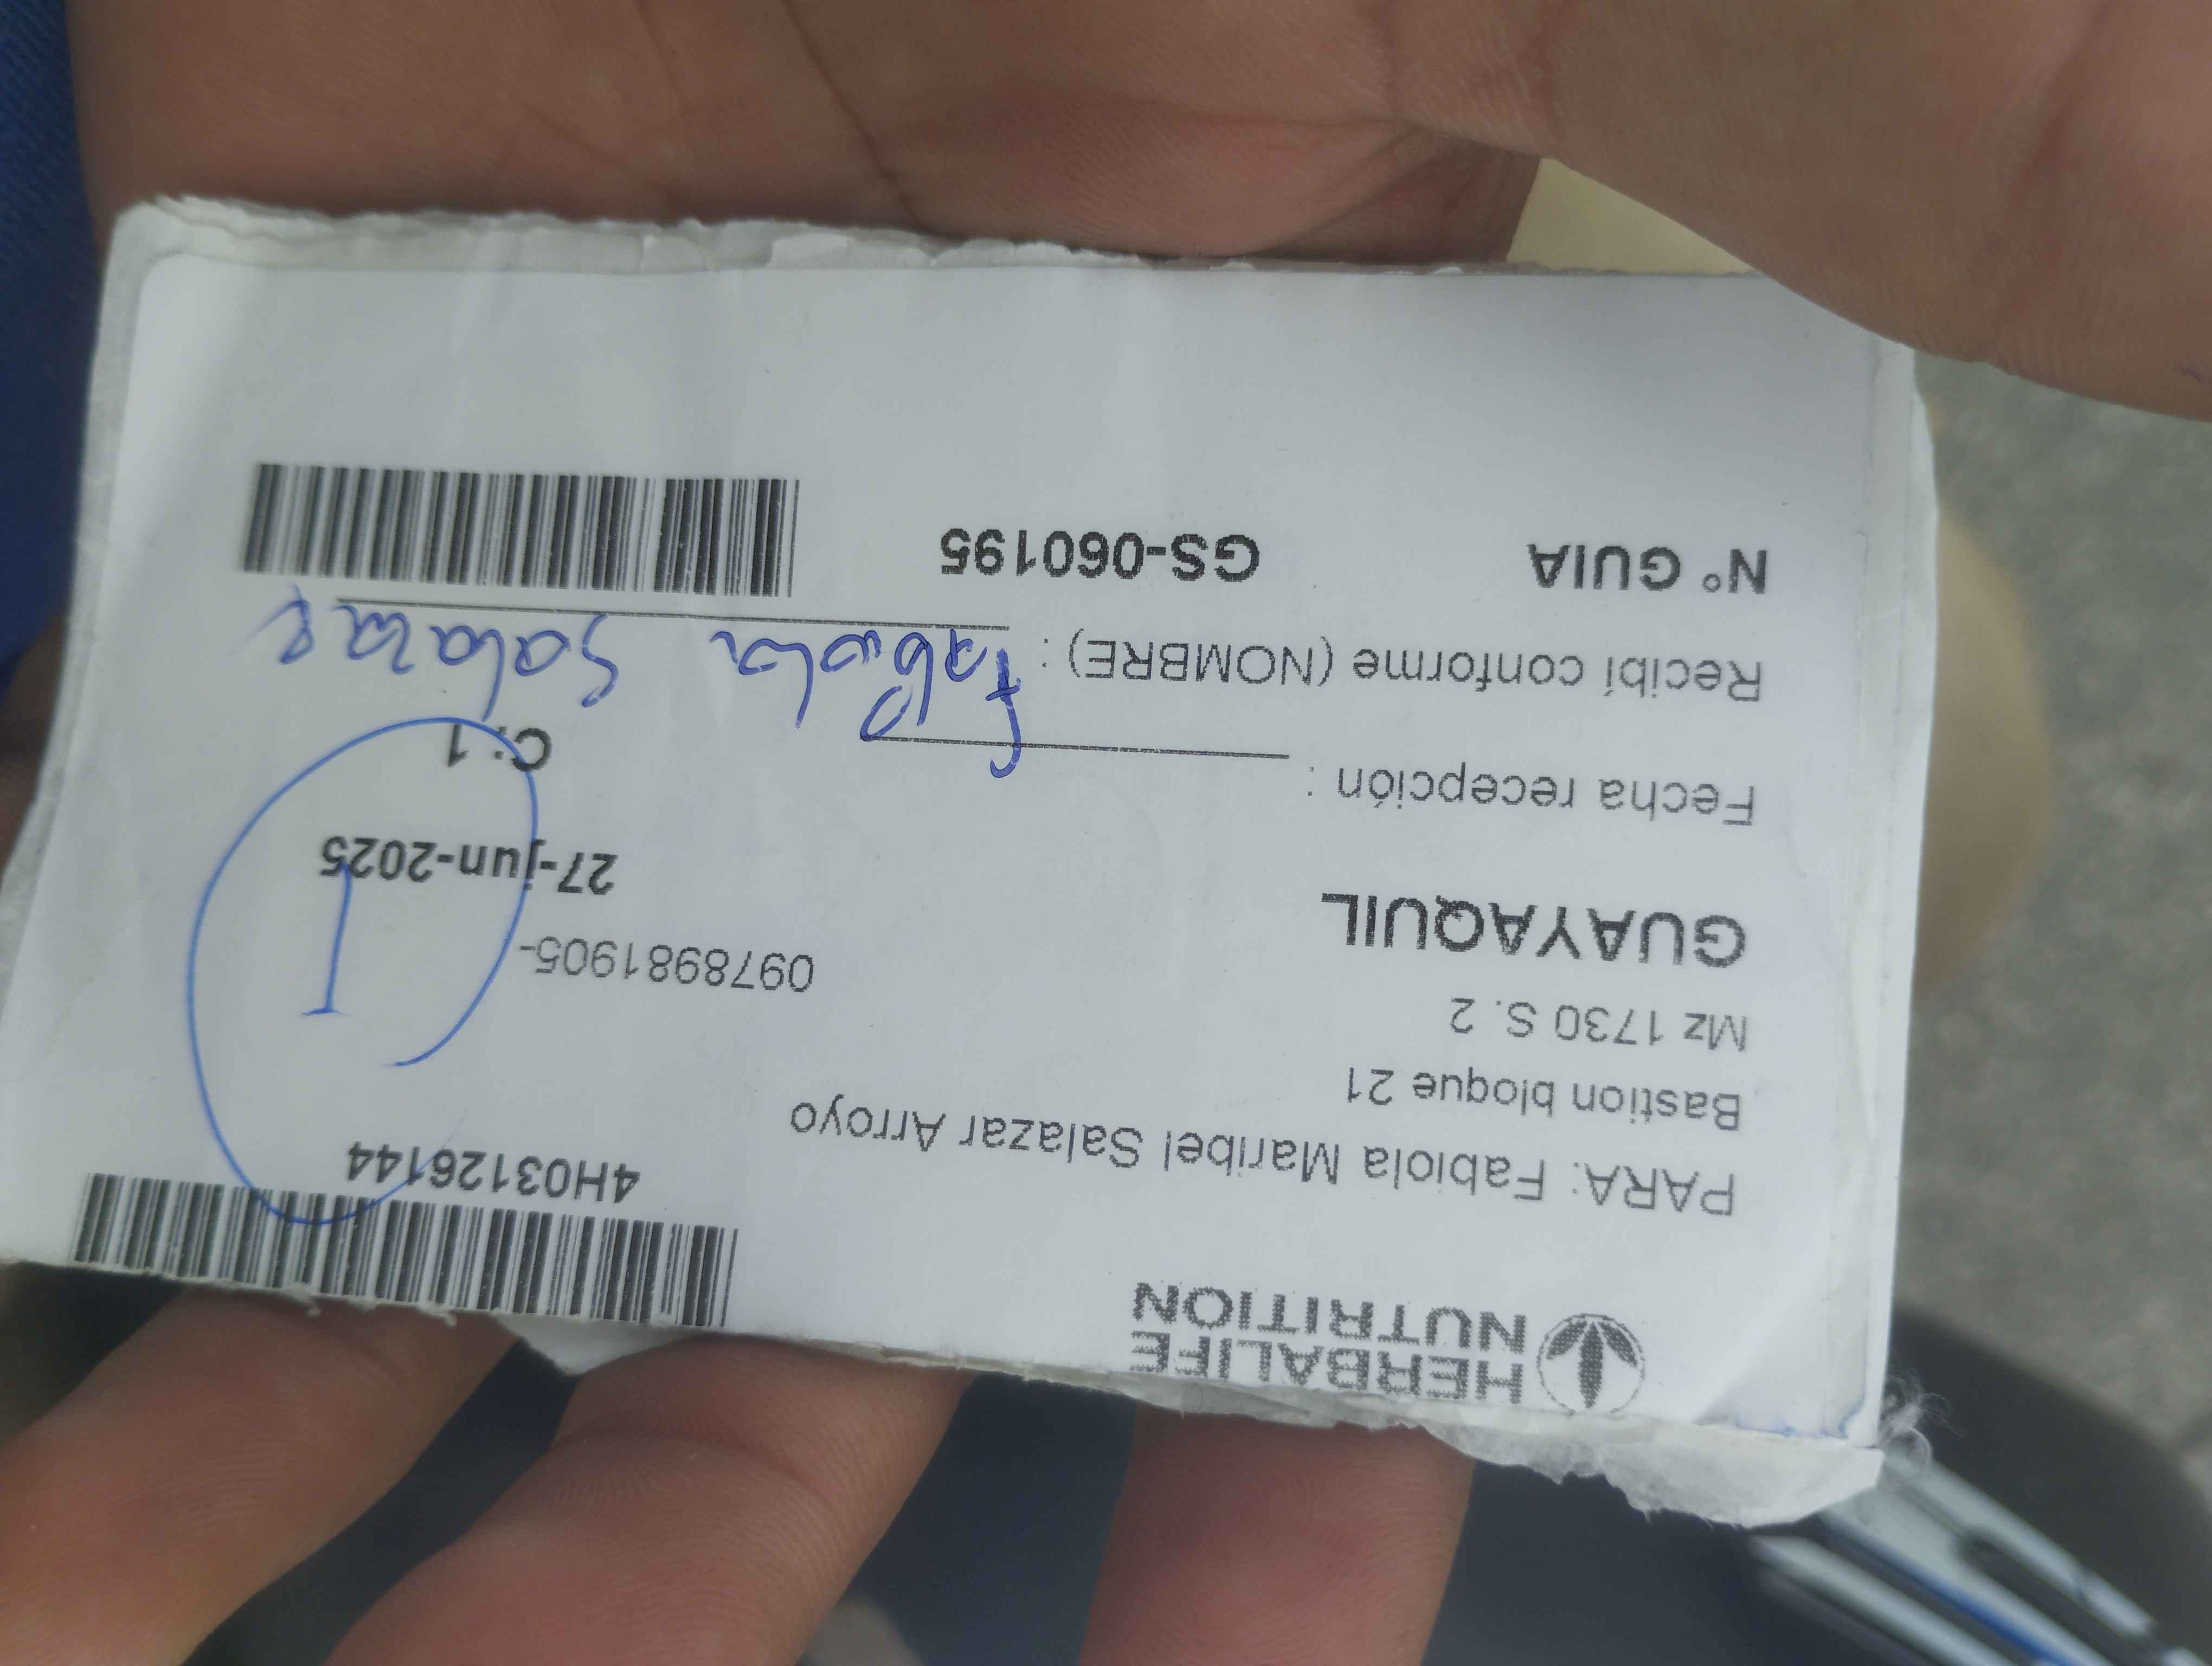 HERBALIFE
NUTRITION
4H03126144
PARA: Fabiola Maribel Salazar Arroyo
Bastion bloque 21
Mz 1730 S. 2
GUAYAQUIL
0978981905-
I
27-jun-2025
Fecha recepción :
C: 1
Recibí conforme (NOMBRE) : Fabiola Salazar
N° GUIA GS-060195